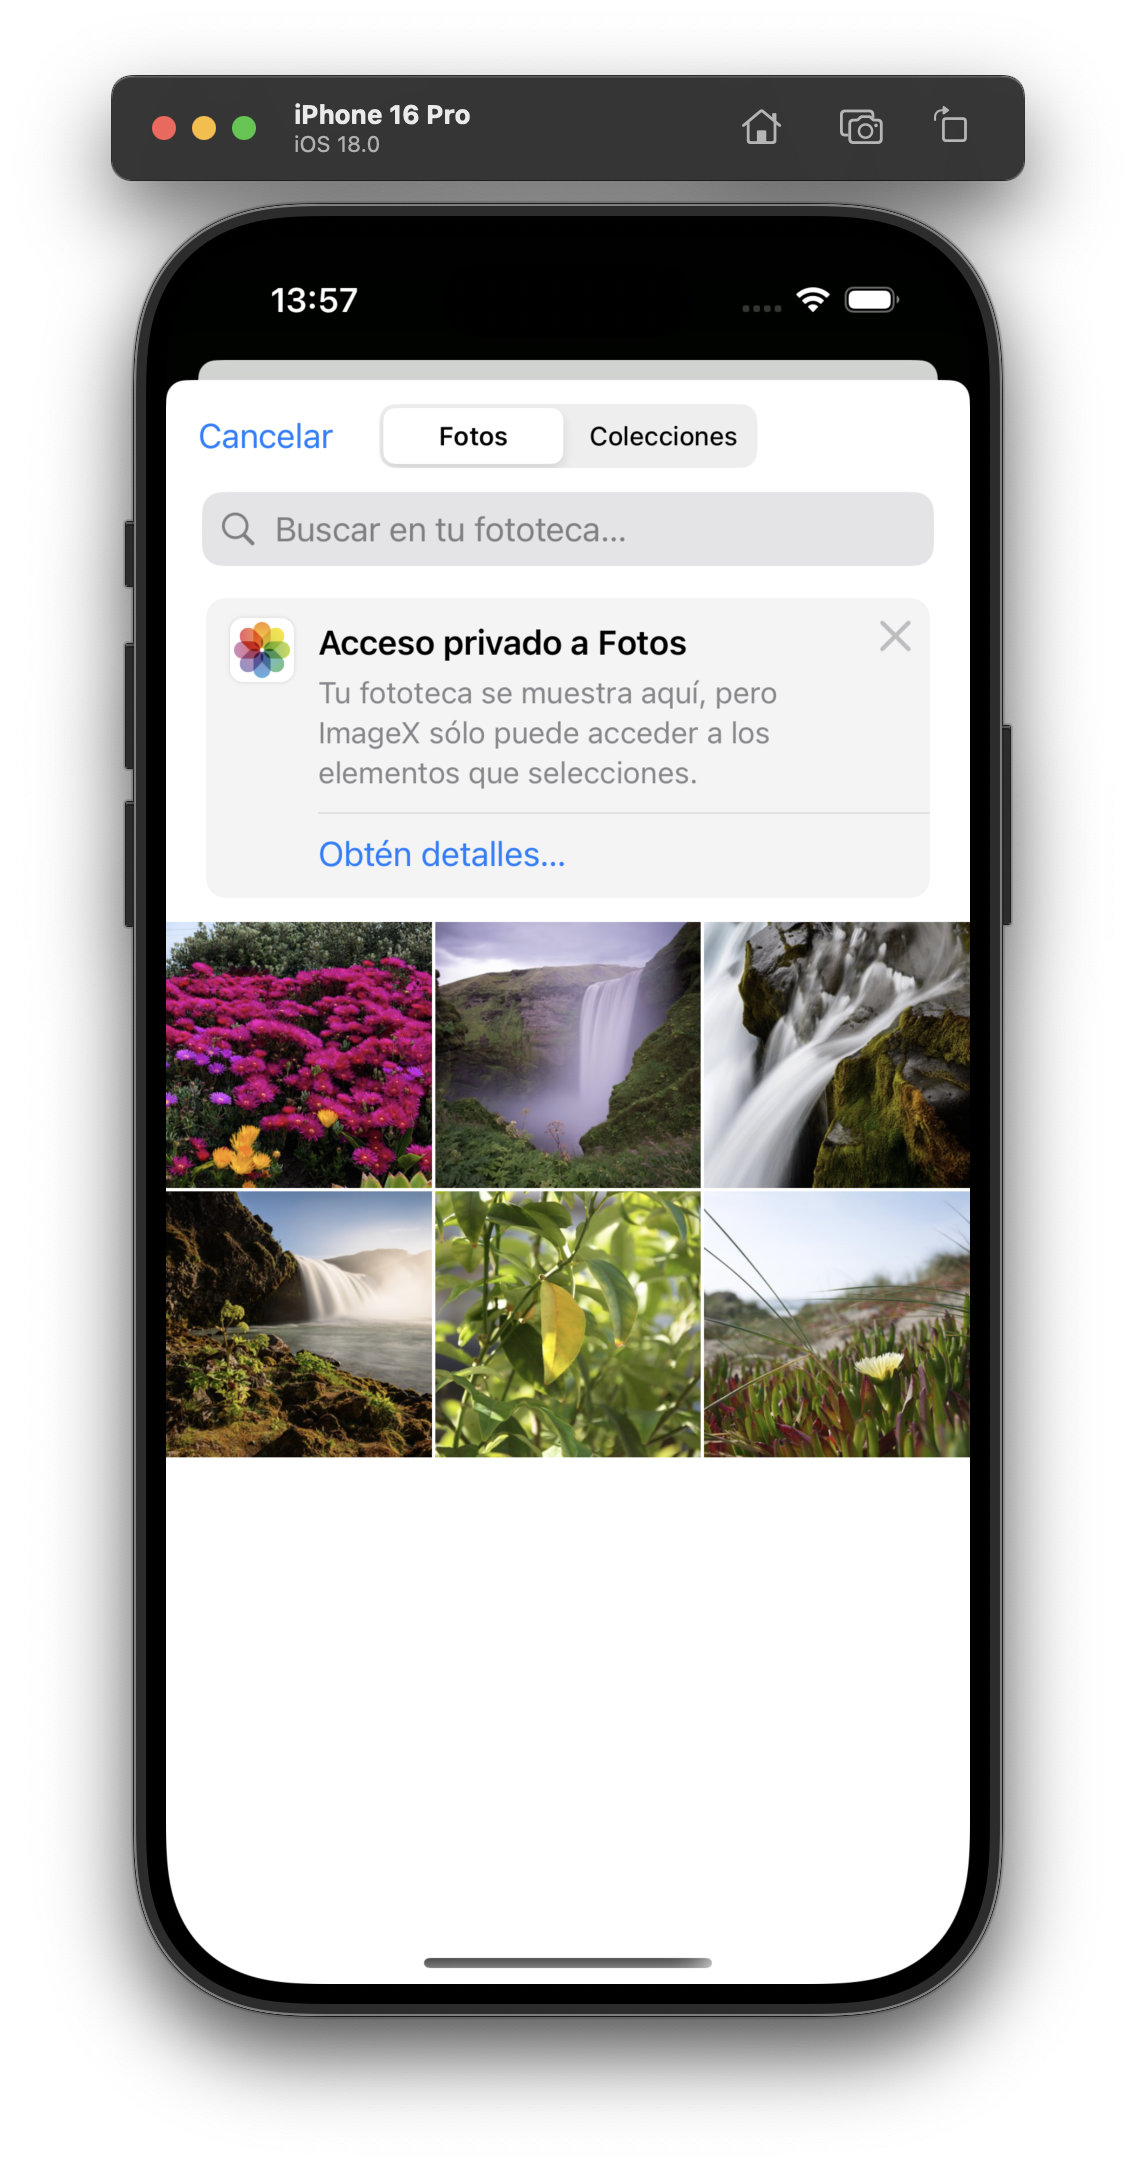 iPhone 16 Pro
iOS 18.0
13:57
Cancelar
Fotos
Colecciones
Buscar en tu fototeca...
Acceso privado a Fotos
Tu fototeca se muestra aquí, pero
ImageX sólo puede acceder a los
elementos que selecciones.
Obtén detalles...